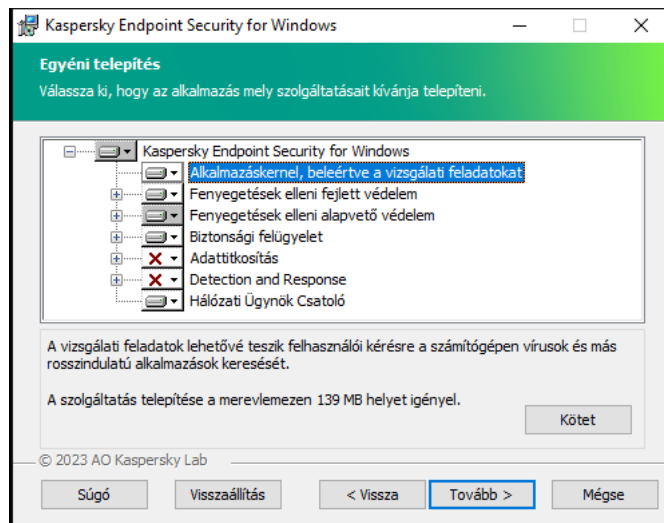 Kaspersky Endpoint Security for Windows
Egyéni telepítés
Válassza ki, hogy az alkalmazás mely szolgáltatásait kívánja telepíteni.
Kaspersky Endpoint Security for Windows
Alkalmazáskernel, beleértve a vizsgálati feladatokat
Fenyegetések elleni fejlett védelem
Fenyegetések elleni alapvető védelem
Biztonsági felügyelet
Adattitkosítás
Detection and Response
Hálózati Ügynök Csatoló
A vizsgálati feladatok lehetővé teszik felhasználói kérésre a számítógépen vírusok és más
rosszindulatú alkalmazások keresését.
A szolgáltatás telepítése a merevlemezen 139 MB helyet igényel.
Kötet
© 2023 AO Kaspersky Lab
Súgó
Visszaállítás
< Vissza
Tovább >
Mégse